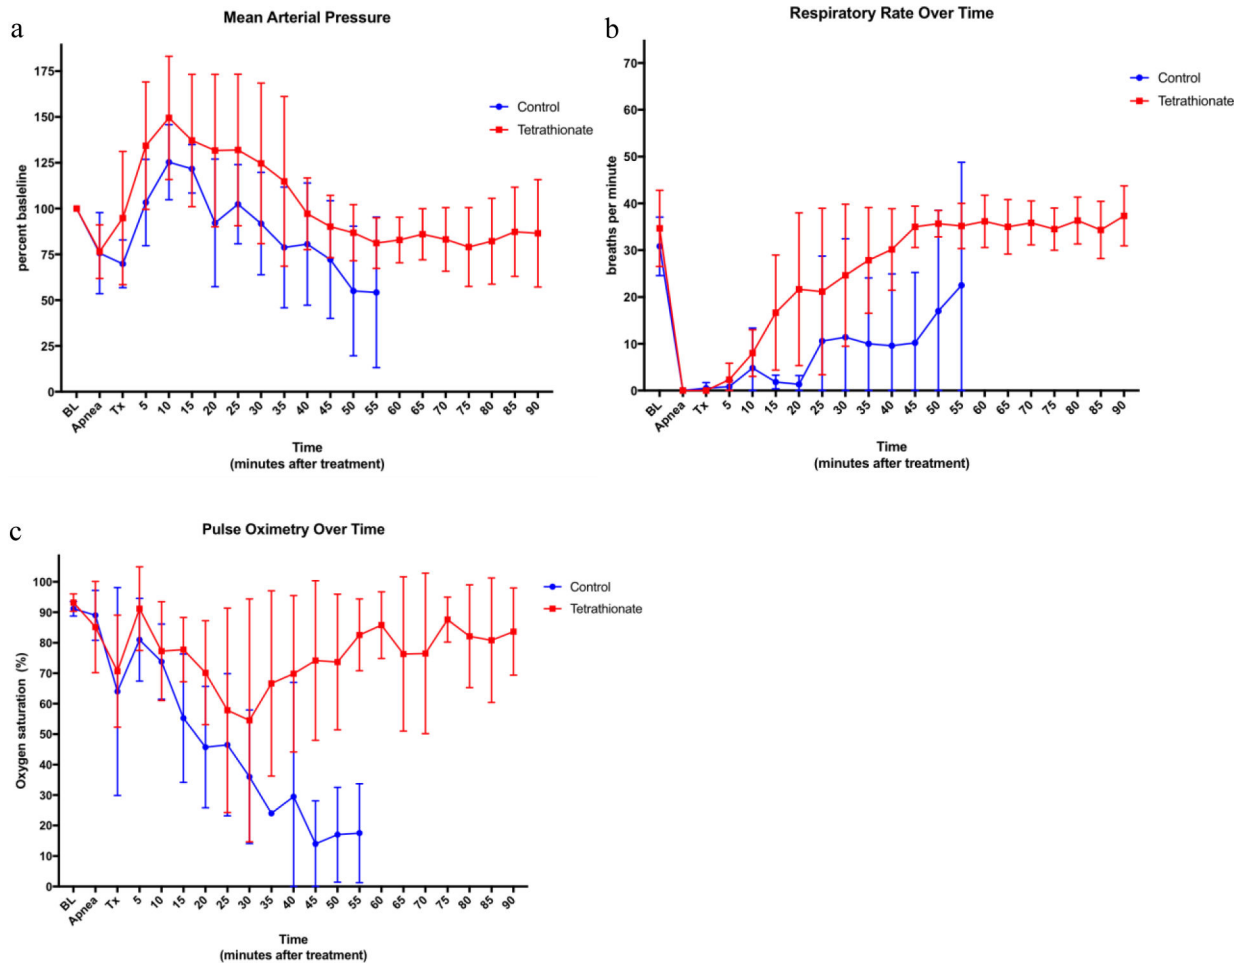 a
Mean Arterial Pressure
percent basleline
175
150
125
100
75
50
25
0
BL
Apnea
Tx
5
10
15
20
25
30
35
40
45
50
55
60
65
70
75
80
85
90
Time
(minutes after treatment)
Control
Tetrathionate
b
Respiratory Rate Over Time
breaths per minute
70
60
50
40
30
20
10
0
BL
Apnea
Tx
5
10
15
20
25
30
35
40
45
50
55
60
65
70
75
80
85
90
Time
(minutes after treatment)
Control
Tetrathionate
c
Pulse Oximetry Over Time
Oxygen saturation (%)
100
90
80
70
60
50
40
30
20
10
0
BL
Apnea
Tx
5
10
15
20
25
30
35
40
45
50
55
60
65
70
75
80
85
90
Time
(minutes after treatment)
Control
Tetrathionate